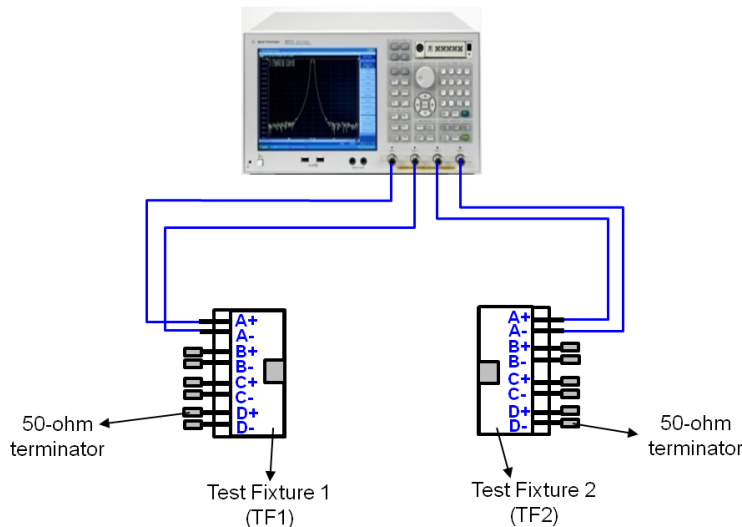 A+
A-
B+
B-
C+
C-
D+
D-
A+
A-
B+
B-
C+
C-
D+
D-
50-ohm
terminator
50-ohm
terminator
Test Fixture 1
(TF1)
Test Fixture 2
(TF2)